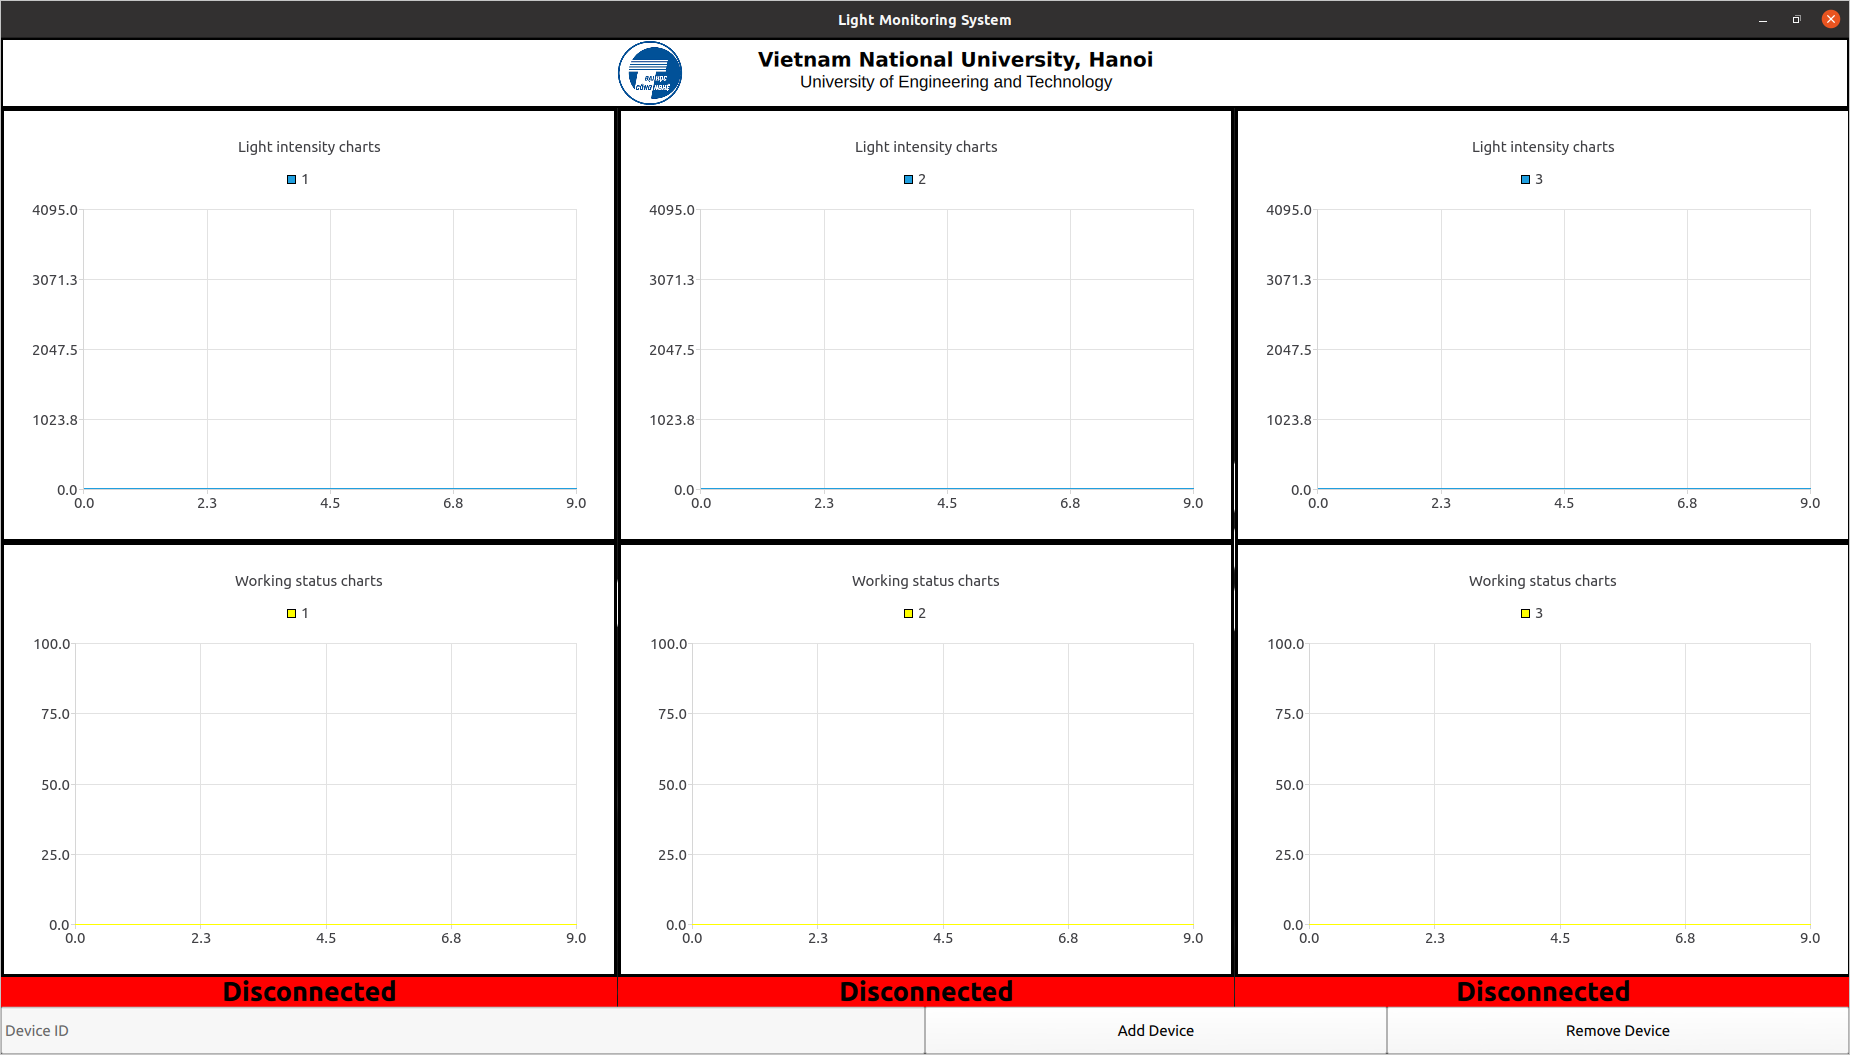 Light Monitoring System
ĐẠI HỌC
CÔNG NGHỆ
Vietnam National University, Hanoi
University of Engineering and Technology
Light intensity charts
1
4095.0
3071.3
2047.5
1023.8
0.0
0.0 2.3 4.5 6.8 9.0
Light intensity charts
2
4095.0
3071.3
2047.5
1023.8
0.0
0.0 2.3 4.5 6.8 9.0
Light intensity charts
3
4095.0
3071.3
2047.5
1023.8
0.0
0.0 2.3 4.5 6.8 9.0
Working status charts
1
100.0
75.0
50.0
25.0
0.0
0.0 2.3 4.5 6.8 9.0
Working status charts
2
100.0
75.0
50.0
25.0
0.0
0.0 2.3 4.5 6.8 9.0
Working status charts
3
100.0
75.0
50.0
25.0
0.0
0.0 2.3 4.5 6.8 9.0
Disconnected
Disconnected
Disconnected
Device ID
Add Device
Remove Device